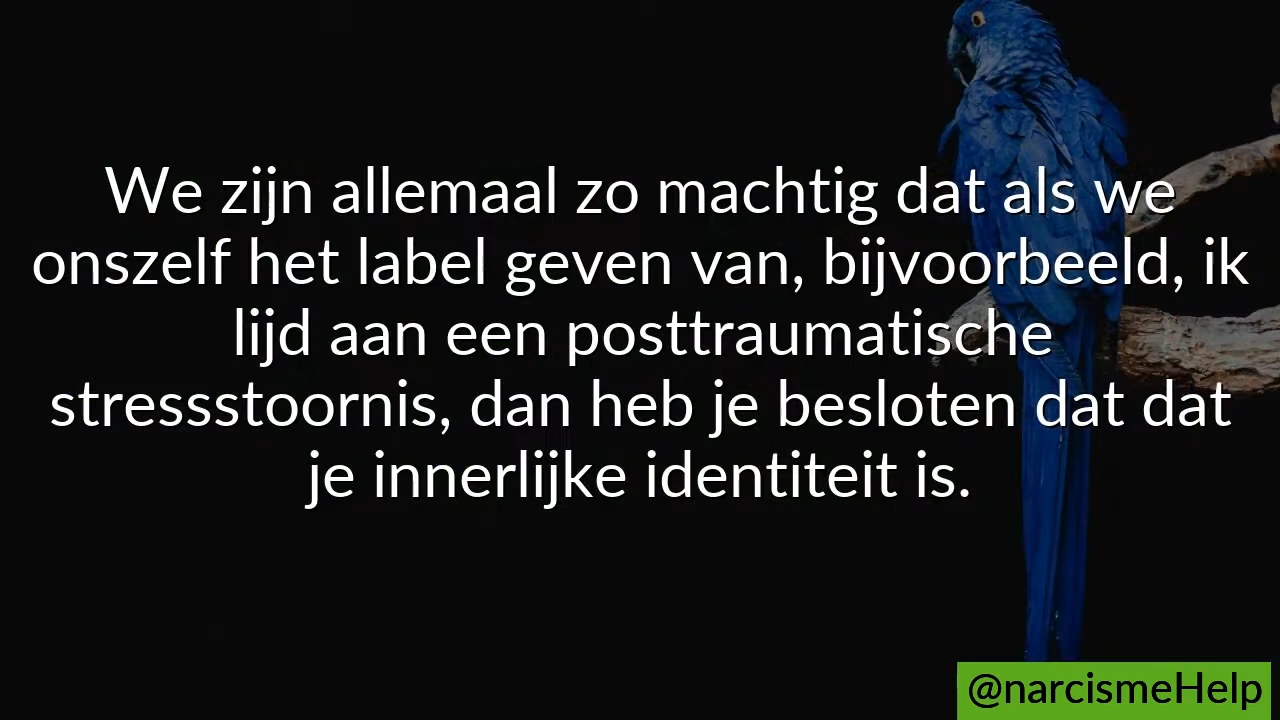 We zijn allemaal zo machtig dat als we
onszelf het label geven van, bijvoorbeeld, ik
lijd aan een posttraumatische
stressstoornis, dan heb je besloten dat dat
je innerlijke identiteit is.
@narcismeHelp